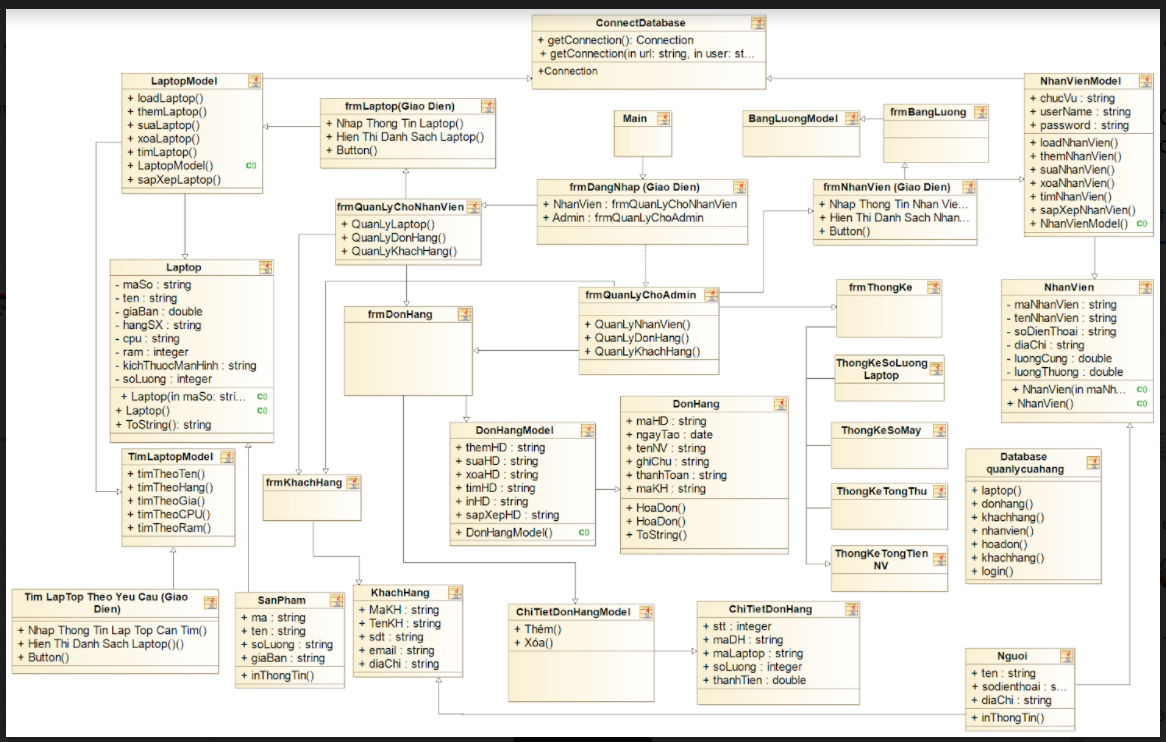 ConnectDatabase
+ getConnection(): Connection
+ getConnection(in url: string, in user: st...
+Connection
LaptopModel
+ loadLaptop()
+ themLaptop()
+ suaLaptop()
+ xoaLaptop()
+ timLaptop()
+ LaptopModel()
+ sapXepLaptop()
frmLaptop(Giao Dien)
+ Nhap Thong Tin Laptop()
+ Hien Thi Danh Sach Laptop()
+ Button()
Main
BangLuongModel
frmBangLuong
NhanVienModel
+ chucVu : string
+ userName : string
+ password : string
+ loadNhanVien()
+ themNhanVien()
+ suaNhanVien()
+ xoaNhanVien()
+ timNhanVien()
+ sapXepNhanVien()
+ NhanVienModel()
frmQuanLyChoNhanVien
+ QuanLyLaptop()
+ QuanLyDonHang()
+ QuanLyKhachHang()
frmDangNhap (Giao Dien)
+ NhanVien : frmQuanLyChoNhanVien
+ Admin : frmQuanLyChoAdmin
frmNhanVien (Giao Dien)
+ Nhap Thong Tin Nhan Vie...
+ Hien Thi Danh Sach Nhan...
+ Button()
Laptop
- maSo : string
- ten : string
- giaBan : double
- hangSX : string
- cpu : string
- ram : integer
- kichThuocManHinh : string
- soLuong : integer
+ Laptop(in maSo: stri...
+ Laptop()
+ ToString(): string
frmDonHang
frmQuanLyChoAdmin
+ QuanLyNhanVien()
+ QuanLyDonHang()
+ QuanLyKhachHang()
frmThongKe
ThongKeSoLuong
Laptop
ThongKeSoMay
ThongKeTongThu
ThongKeTongTien
NV
NhanVien
- maNhanVien : string
- tenNhanVien : string
- soDienThoai : string
- diaChi : string
- luongCung : double
- luongThuong : double
+ NhanVien(in maNh...
+ NhanVien()
TimLaptopModel
+ timTheoTen()
+ timTheoHang()
+ timTheoGia()
+ timTheoCPU()
+ timTheoRam()
frmKhachHang
DonHangModel
+ themHD : string
+ suaHD : string
+ xoaHD : string
+ timHD : string
+ inHD : string
+ sapXepHD : string
+ DonHangModel()
DonHang
+ maHD : string
+ ngayTao : date
+ tenNV : string
+ ghiChu : string
+ thanhToan : string
+ maKH : string
+ HoaDon()
+ HoaDon()
+ ToString()
Database
quanlycuahang
+ laptop()
+ donhang()
+ khachhang()
+ nhanvien()
+ hoadon()
+ khachhang()
+ login()
Tim LapTop Theo Yeu Cau (Giao
Dien)
+ Nhap Thong Tin Lap Top Can Tim()
+ Hien Thi Danh Sach Laptop()()
+ Button()
SanPham
+ ma : string
+ ten : string
+ soLuong : string
+ giaBan : string
+ inThongTin()
KhachHang
+ MaKH : string
+ TenKH : string
+ sdt : string
+ email : string
+ diaChi : string
ChiTietDonHangModel
+ Thêm()
+ Xóa()
ChiTietDonHang
+ stt : integer
+ maDH : string
+ maLaptop : string
+ soLuong : integer
+ thanhTien : double
Nguoi
+ ten : string
+ sodienthoai : s...
+ diaChi : string
+ inThongTin()